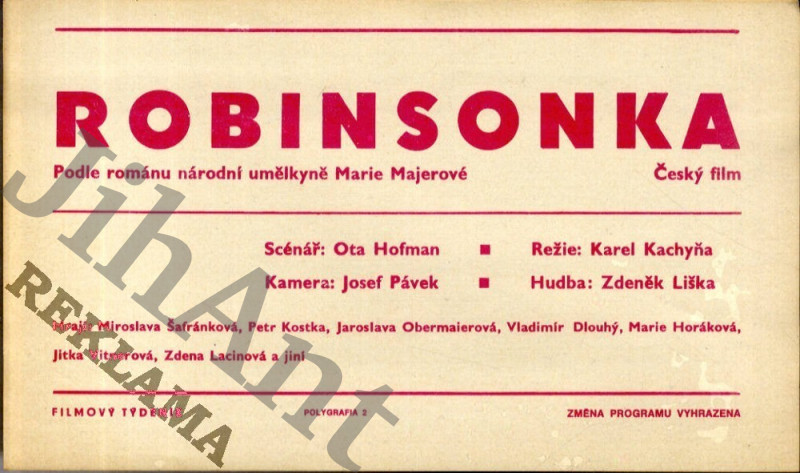 ROBINSONKA
Podle románu národní umělkyně Marie Majerové Český film
Scénář: Ota Hofman ■ Režie: Karel Kachyňa
Kamera: Josef Pávek ■ Hudba: Zdeněk Liška
Hrají: Miroslava Šafránková, Petr Kostka, Jaroslava Obermaierová, Vladimír Dlouhý, Marie Horáková,
Jitka Zdena Lacinová a jiní
FILMOVÝ TÝDENÍK POLYGRAFIA 2 ZMĚNA PROGRAMU VYHRAZENA
JihAnt
REKLAMA